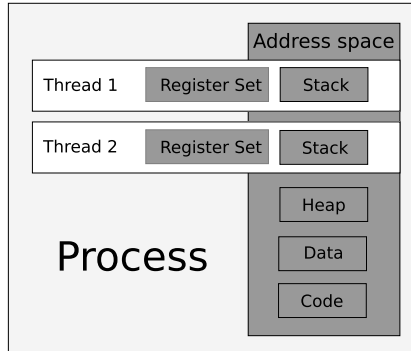 Address space
Thread 1 Register Set Stack
Thread 2 Register Set Stack
Heap
Process
Data
Code